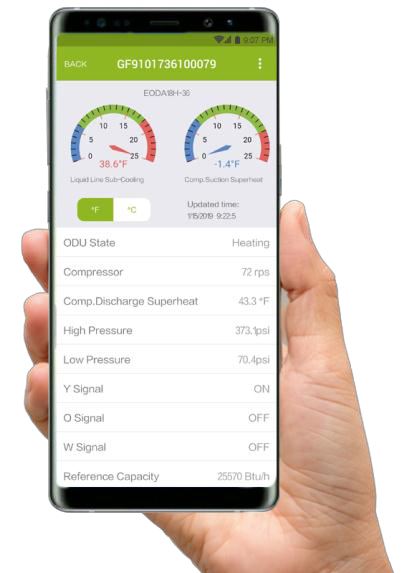 9:07 PM
BACK GF9101736100079
EODA18H-36
0 5 10 15 20 25
38.6°F
0 5 10 15 20 25
-1.4°F
Liquid Line Sub-Cooling
Comp.Suction Superheat
°F °C
Updated time:
1/15/2019 9:22:5
ODU State Heating
Compressor 72 rps
Comp.Discharge Superheat 43.3 °F
High Pressure 373.1psi
Low Pressure 70.4psi
Y Signal ON
O Signal OFF
W Signal OFF
Reference Capacity 25570 Btu/h